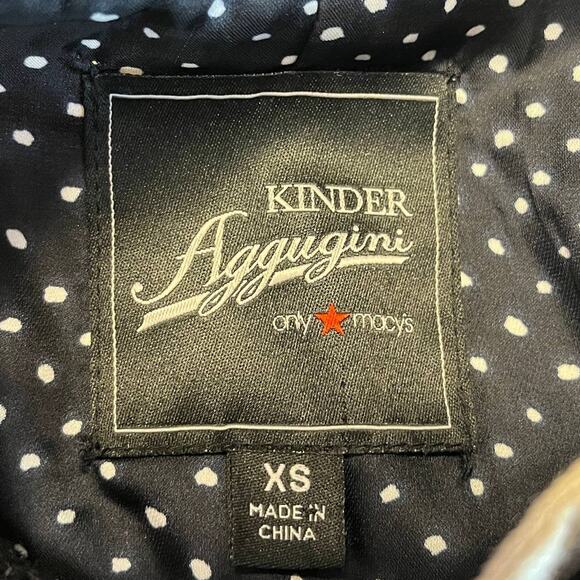 KINDER
Aggugini
only ★ macy's
XS
MADE IN
CHINA